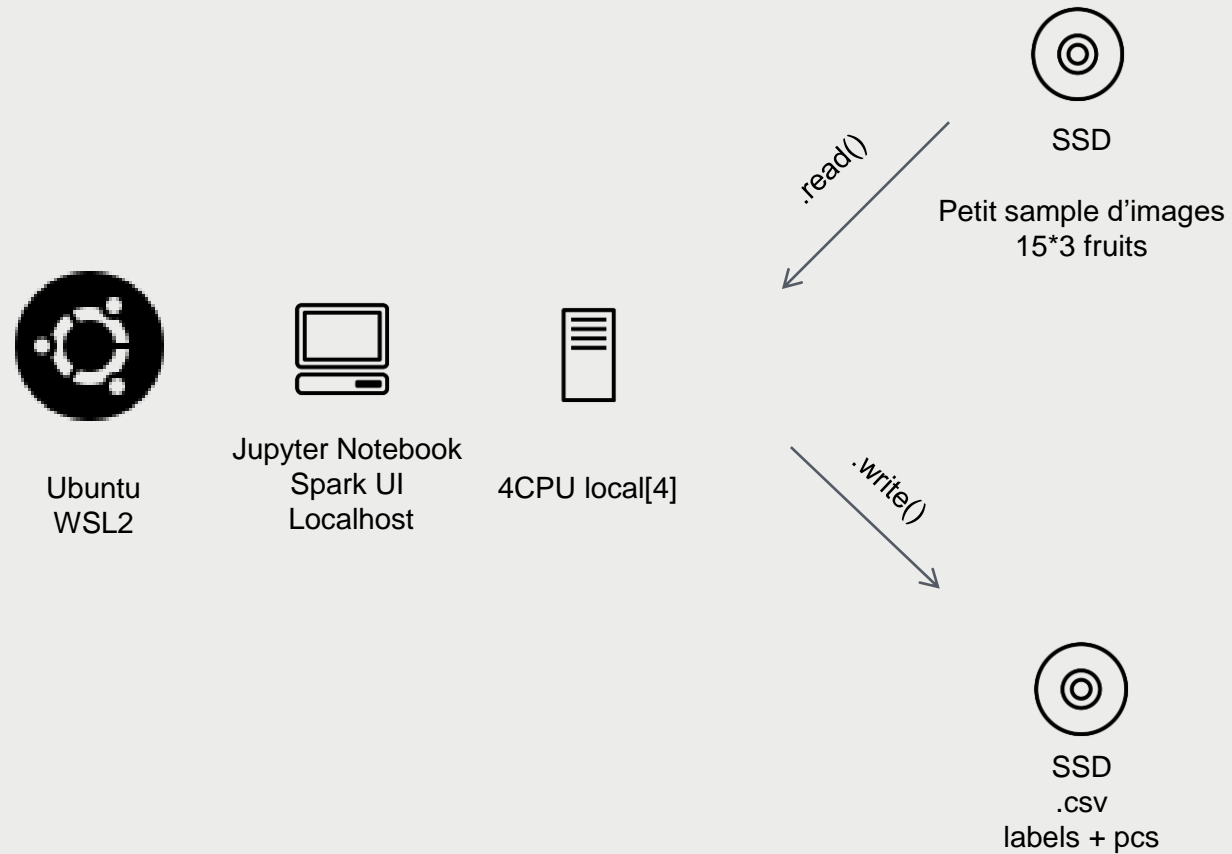 SSD
.read()
Petit sample d’images
15*3 fruits
Ubuntu
WSL2
Jupyter Notebook
Spark UI
Localhost
4CPU local[4]
.write()
SSD
.csv
labels + pcs